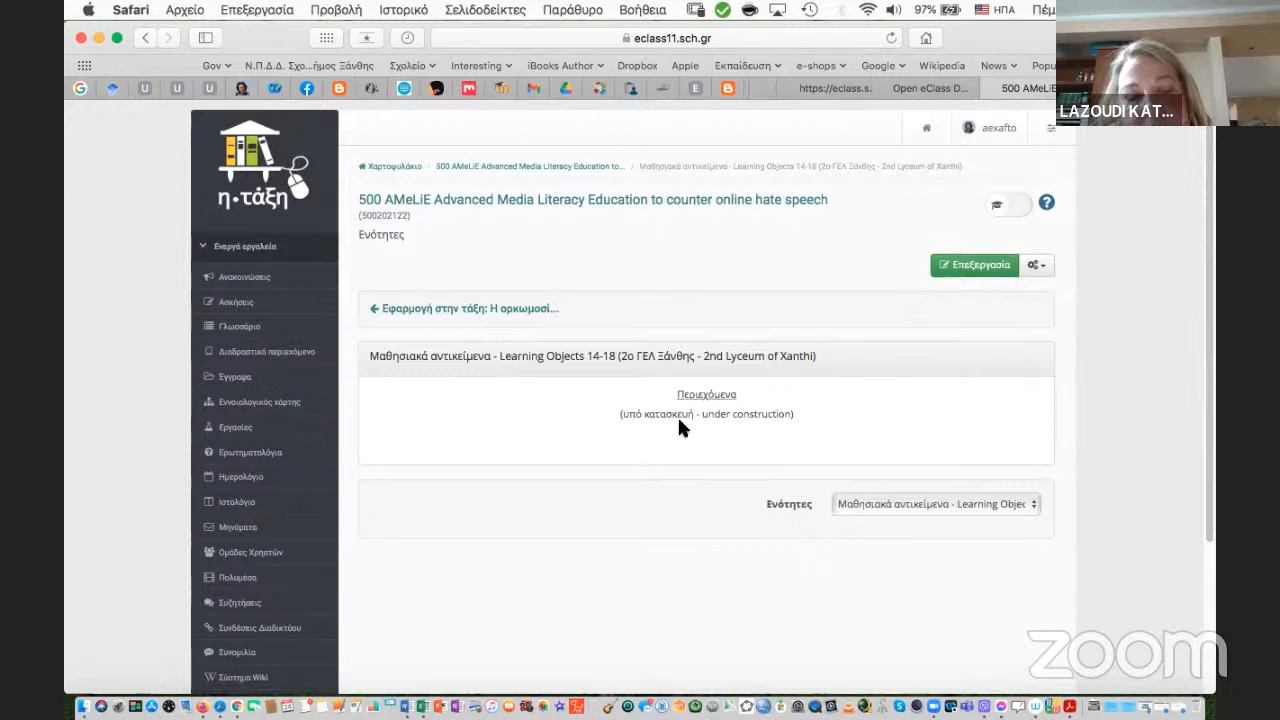 Safari Αρχείο Επεξεργασία Προβολή Ιστορικό Σελιδοδείκτες Παράθυρο Βοήθεια 97% ΗΠΑ
eclass11.sch.gr
Gov Ν.Π.Δ.Δ. Σχο...ήμος Ξάν Σχολεία Interesting iBooks Author Dropbox Apple Εκπαίδευση e-shops Google Wikipedia News
https://eclass.s. Open eClass D... 500 AMeLiE
LAZOUDI KAT...
η•τάξη
aexafto
Χαρτοφυλάκιο / 500 AMeLiE Advanced Media Literacy Education to... / Μαθησιακά αντικείμενα - Learning Objects 14-18 (2ο ΓΕΛ Ξάνθης - 2nd Lyceum of Xanthi)
500 AMeLiE Advanced Media Literacy Education to counter online hate speech
(500202122)
Ενότητες
Επεξεργασία
Εφαρμογή στην τάξη: Η ορκωμοσί...
Μαθησιακά αντικείμενα - Learning Objects 14-18 (2ο ΓΕΛ Ξάνθης - 2nd Lyceum of Xanthi)
Περιεχόμενα
(υπό κατασκευή - under construction)
Ενότητες Μαθησιακά αντικείμενα - Learning Objec
Ενεργά εργαλεία
Ανακοινώσεις
Ασκήσεις
Γλωσσάριο
Διαδραστικό περιεχόμενο
Έγγραφα
Εννοιολογικός χάρτης
Εργασίες
Ερωτηματολόγια
Ημερολόγιο
Ιστολόγιο
Μηνύματα
Ομάδες Χρηστών
Πολυμέσα
Συζητήσεις
Συνδέσεις Διαδικτύου
Συνομιλία
Σύστημα Wiki
zoom